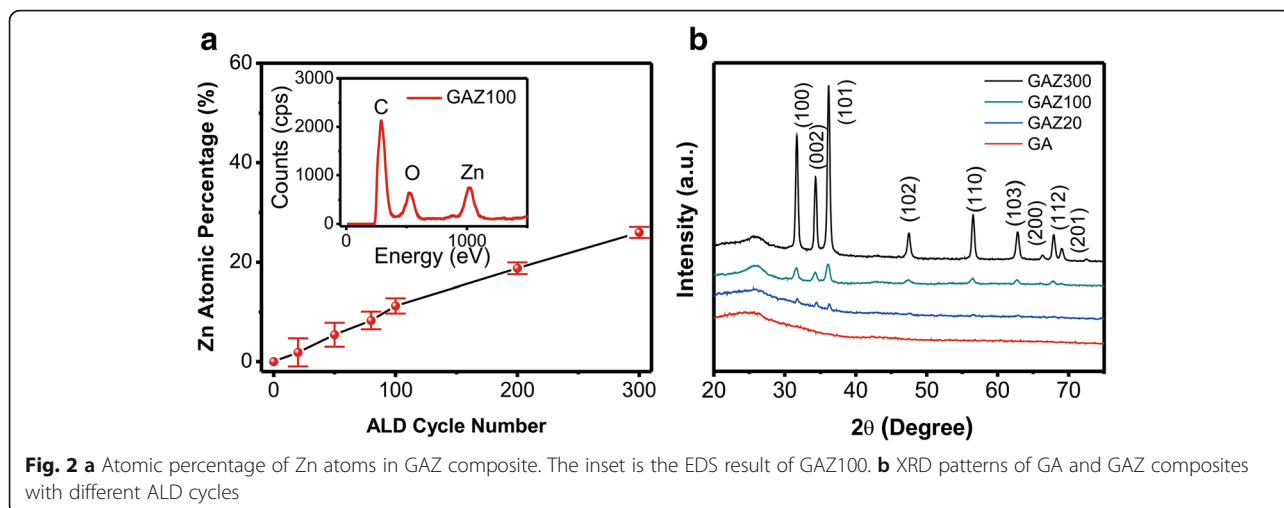 a
60
40
20
0
Zn Atomic Percentage (%)
0
100
200
300
ALD Cycle Number
3000
2000
1000
0
Counts (cps)
GAZ100
C
O
Zn
0
1000
Energy (eV)
b
Intensity (a.u.)
GAZ300
GAZ100
GAZ20
GA
(100)
(002)
(101)
(102)
(110)
(103)
(200)
(112)
(201)
20
30
40
50
60
70
2θ (Degree)
Fig. 2 a Atomic percentage of Zn atoms in GAZ composite. The inset is the EDS result of GAZ100. b XRD patterns of GA and GAZ composites
with different ALD cycles